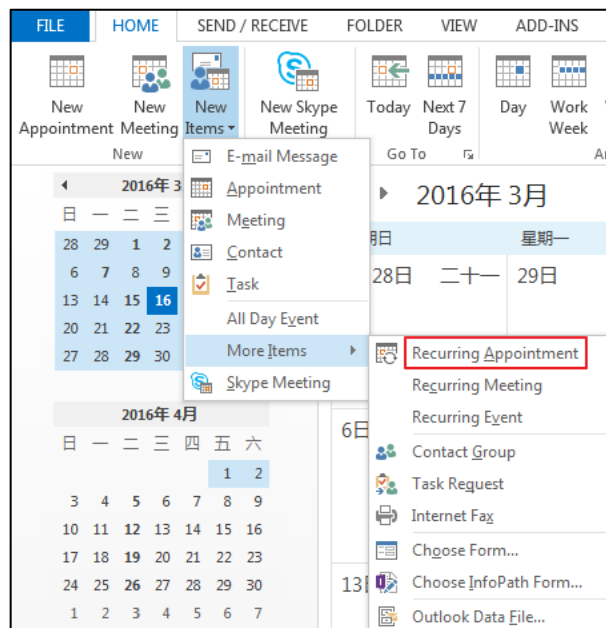 FILE HOME SEND / RECEIVE FOLDER VIEW ADD-INS
New Appointment
New Meeting
New Items
New Skype Meeting
Today
Next 7 Days
Day
Work Week
New
Go To
E-mail Message
Appointment
Meeting
Contact
Task
All Day Event
More Items
Skype Meeting
Recurring Appointment
Recurring Meeting
Recurring Event
Contact Group
Task Request
Internet Fax
Choose Form...
Choose InfoPath Form...
Outlook Data File...
2016年 3
日 一 二 三
28 29 1 2
6 7 8 9
13 14 15 16
20 21 22 23
27 28 29 30
2016年 4月
日 一 二 三 四 五 六
1 2
3 4 5 6 7 8 9
10 11 12 13 14 15 16
17 18 19 20 21 22 23
24 25 26 27 28 29 30
1 2 3 4 5 6 7
2016年 3月
期日 星期一
28日 二十一 29日
6日
13